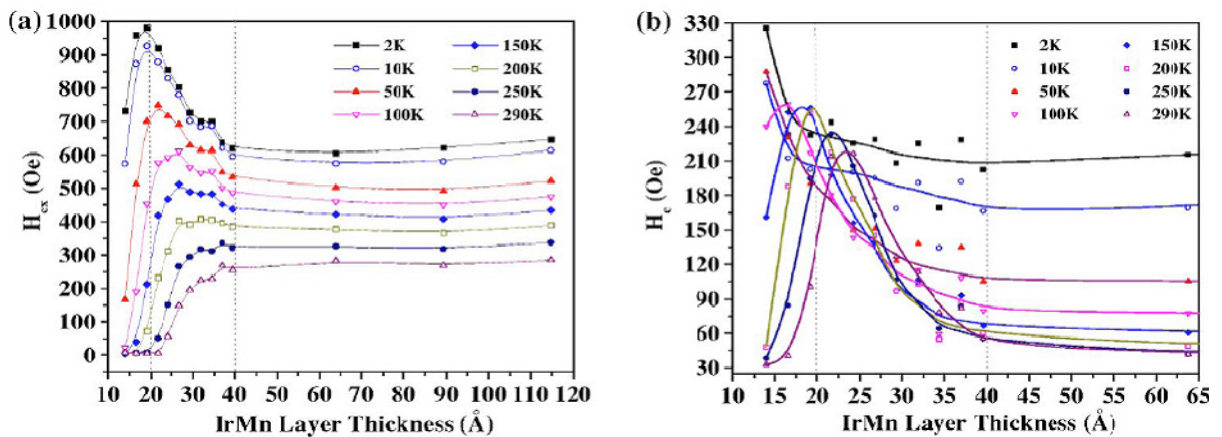 (a)
1000
900
800
700
600
500
400
300
200
100
0
H_ex (Oe)
2K
10K
50K
100K
150K
200K
250K
290K
10 20 30 40 50 60 70 80 90 100 110 120
IrMn Layer Thickness (Å)
(b)
330
300
270
240
210
180
150
120
90
60
30
H_c (Oe)
2K
10K
50K
100K
150K
200K
250K
290K
10 15 20 25 30 35 40 45 50 55 60 65
IrMn Layer Thickness (Å)